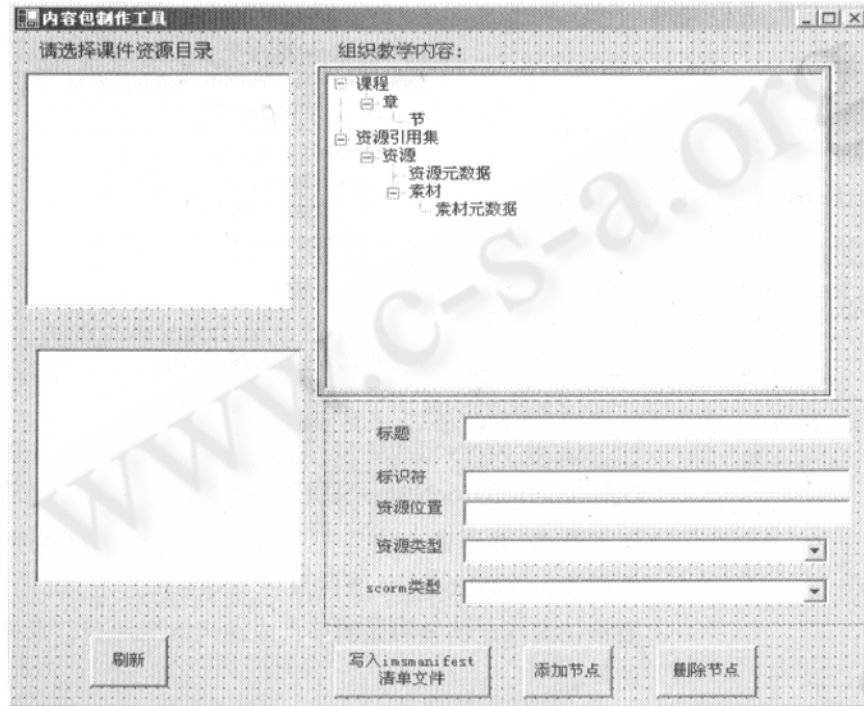 内容包制作工具
请选择课件资源目录
组织教学内容:
课程
章
节
资源引用集
资源
资源元数据
素材
素材元数据
标题
标识符
资源位置
资源类型
scorm类型
刷新
写入imsmanifest
清单文件
添加节点
删除节点
www.c-s-a.org